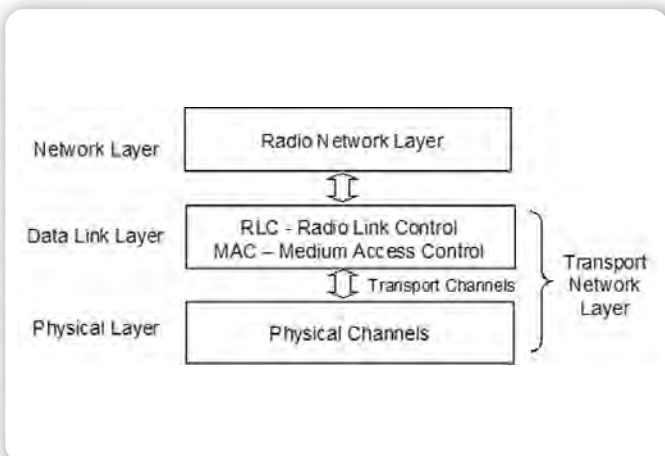 Network Layer
Radio Network Layer
Data Link Layer
RLC - Radio Link Control
MAC – Medium Access Control
Transport Channels
Transport
Network
Layer
Physical Layer
Physical Channels